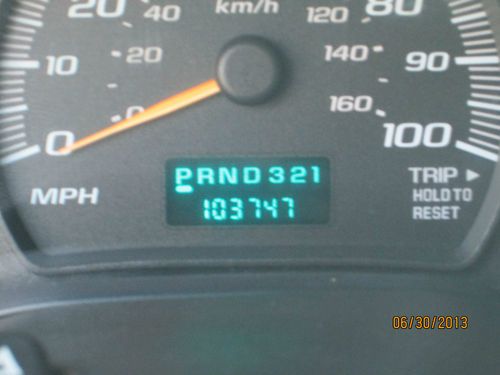 20 40 km/h 120 80
10 20 140 90
0 0 160 100
MPH
PRND321
103747
TRIP ►
HOLD TO
RESET
06/30/2013